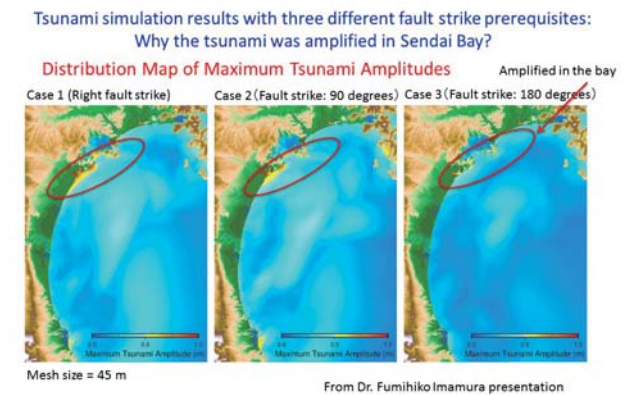 Tsunami simulation results with three different fault strike prerequisites:
Why the tsunami was amplified in Sendai Bay?
Distribution Map of Maximum Tsunami Amplitudes
Amplified in the bay
Case 1 (Right fault strike)
Case 2 (Fault strike: 90 degrees)
Case 3 (Fault strike: 180 degrees)
Maximum Tsunami Amplitude (m)
Maximum Tsunami Amplitude (m)
Maximum Tsunami Amplitude (m)
Mesh size = 45 m
From Dr. Fumihiko Imamura presentation